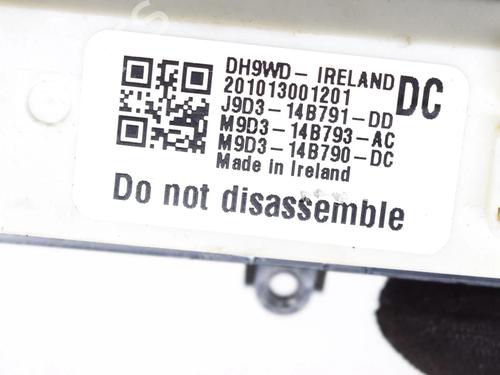 DH9WD- IRELAND
DC
201013001201
J9D3-14B791-DD
M9D3-14B793-AC
M9D3-14B790-DC
Made in Ireland
Do not disassemble